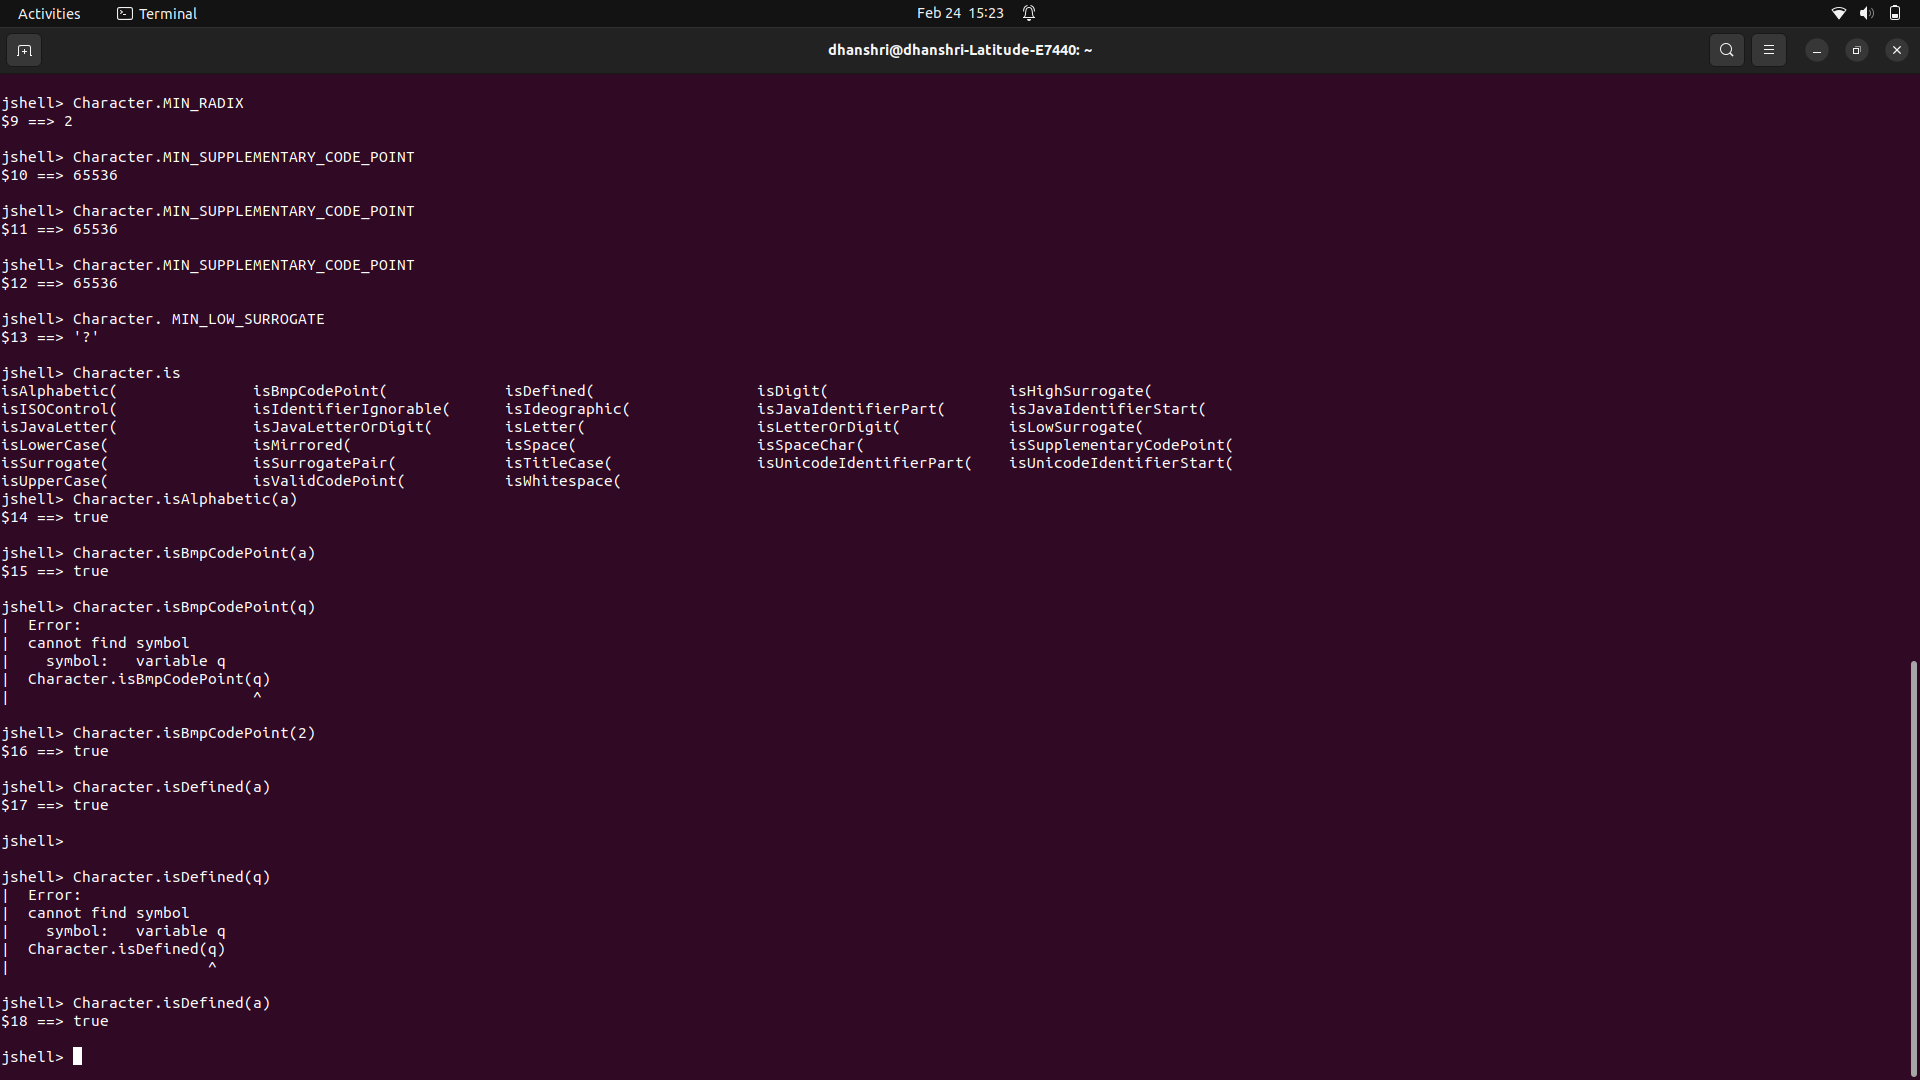 Activities Terminal Feb 24 15:23
dhanshri@dhanshri-Latitude-E7440: ~
jshell> Character.MIN_RADIX
$9 ==> 2
jshell> Character.MIN_SUPPLEMENTARY_CODE_POINT
$10 ==> 65536
jshell> Character.MIN_SUPPLEMENTARY_CODE_POINT
$11 ==> 65536
jshell> Character.MIN_SUPPLEMENTARY_CODE_POINT
$12 ==> 65536
jshell> Character. MIN_LOW_SURROGATE
$13 ==> '?'
jshell> Character.is
isAlphabetic( isBmpCodePoint( isDefined( isDigit( isHighSurrogate(
isISOControl( isIdentifierIgnorable( isIdeographic( isJavaIdentifierPart( isJavaIdentifierStart(
isJavaLetter( isJavaLetterOrDigit( isLetter( isLetterOrDigit( isLowSurrogate(
isLowerCase( isMirrored( isSpace( isSpaceChar( isSupplementaryCodePoint(
isSurrogate( isSurrogatePair( isTitleCase( isUnicodeIdentifierPart( isUnicodeIdentifierStart(
isUpperCase( isValidCodePoint( isWhitespace(
jshell> Character.isAlphabetic(a)
$14 ==> true
jshell> Character.isBmpCodePoint(a)
$15 ==> true
jshell> Character.isBmpCodePoint(q)
| Error:
| cannot find symbol
| symbol: variable q
| Character.isBmpCodePoint(q)
| ^
jshell> Character.isBmpCodePoint(2)
$16 ==> true
jshell> Character.isDefined(a)
$17 ==> true
jshell>
jshell> Character.isDefined(q)
| Error:
| cannot find symbol
| symbol: variable q
| Character.isDefined(q)
| ^
jshell> Character.isDefined(a)
$18 ==> true
jshell>